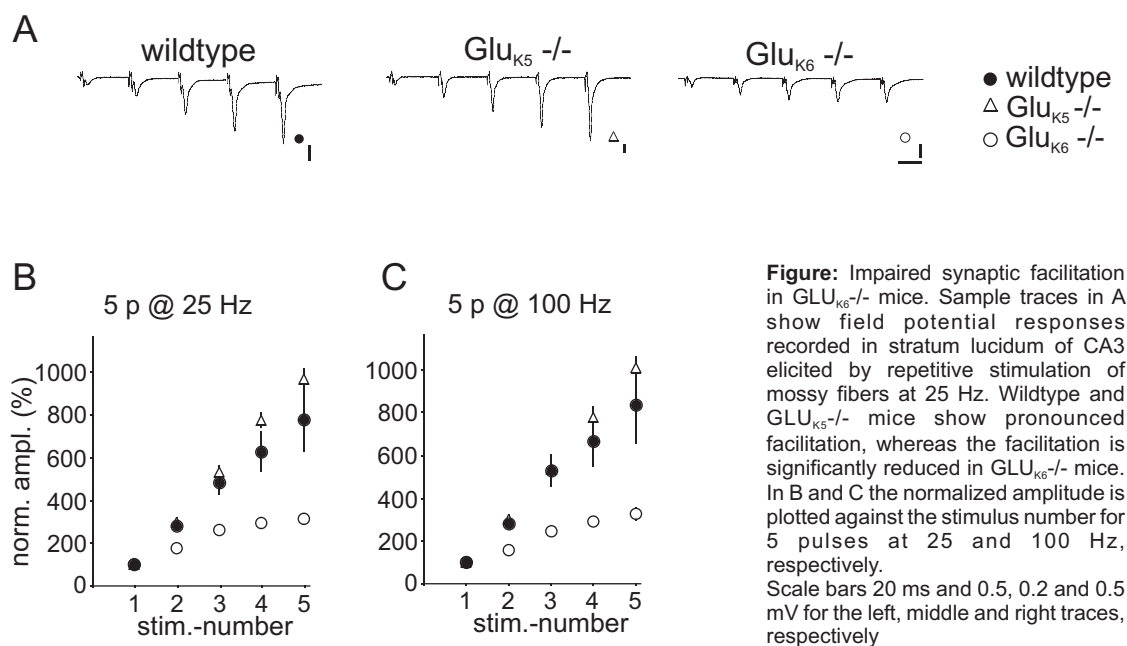 A
wildtype
GluK5 -/-
GluK6 -/-
wildtype
GluK5 -/-
GluK6 -/-
B
5 p @ 25 Hz
norm. ampl. (%)
1000
800
600
400
200
0
1 2 3 4 5
stim.-number
C
5 p @ 100 Hz
1000
800
600
400
200
0
1 2 3 4 5
stim.-number
Figure: Impaired synaptic facilitation
in GLUK6-/- mice. Sample traces in A
show field potential responses
recorded in stratum lucidum of CA3
elicited by repetitive stimulation of
mossy fibers at 25 Hz. Wildtype and
GLUK5-/- mice show pronounced
facilitation, whereas the facilitation is
significantly reduced in GLUK6-/- mice.
In B and C the normalized amplitude is
plotted against the stimulus number for
5 pulses at 25 and 100 Hz,
respectively.
Scale bars 20 ms and 0.5, 0.2 and 0.5
mV for the left, middle and right traces,
respectively